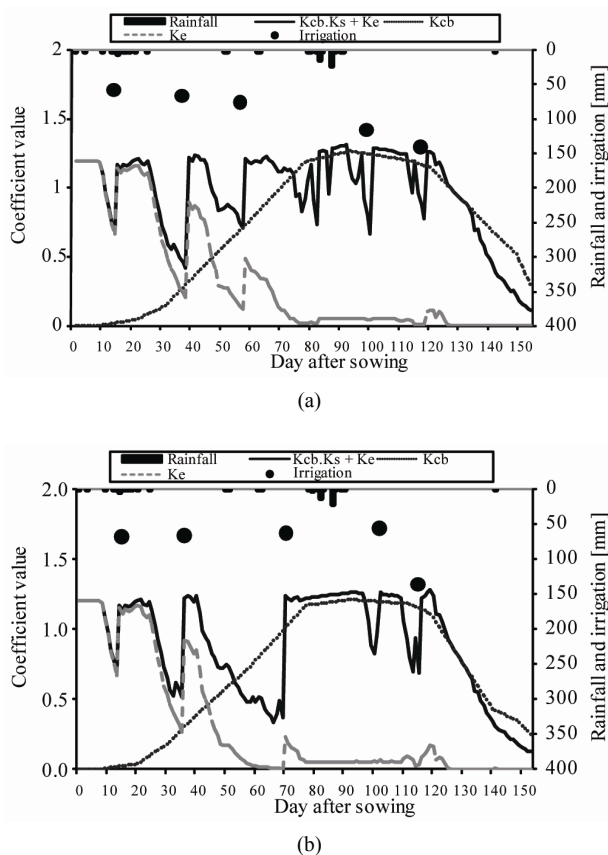 Rainfall Kcb.Ks + Ke Kcb
Ke Irrigation
2 0
50
1.5 100
150
1 200
250
0.5 300
350
0 400
Coefficient value
Rainfall and irrigation [mm]
0 10 20 30 40 50 60 70 80 90 100 110 120 130 140 150
Day after sowing
(a)
Rainfall Kcb.Ks + Ke Kcb
Ke Irrigation
2.0 0
50
1.5 100
150
1.0 200
250
0.5 300
350
0.0 400
Coefficient value
Rainfall and irrigation [mm]
0 10 20 30 40 50 60 70 80 90 100 110 120 130 140 150
Day after sowing
(b)